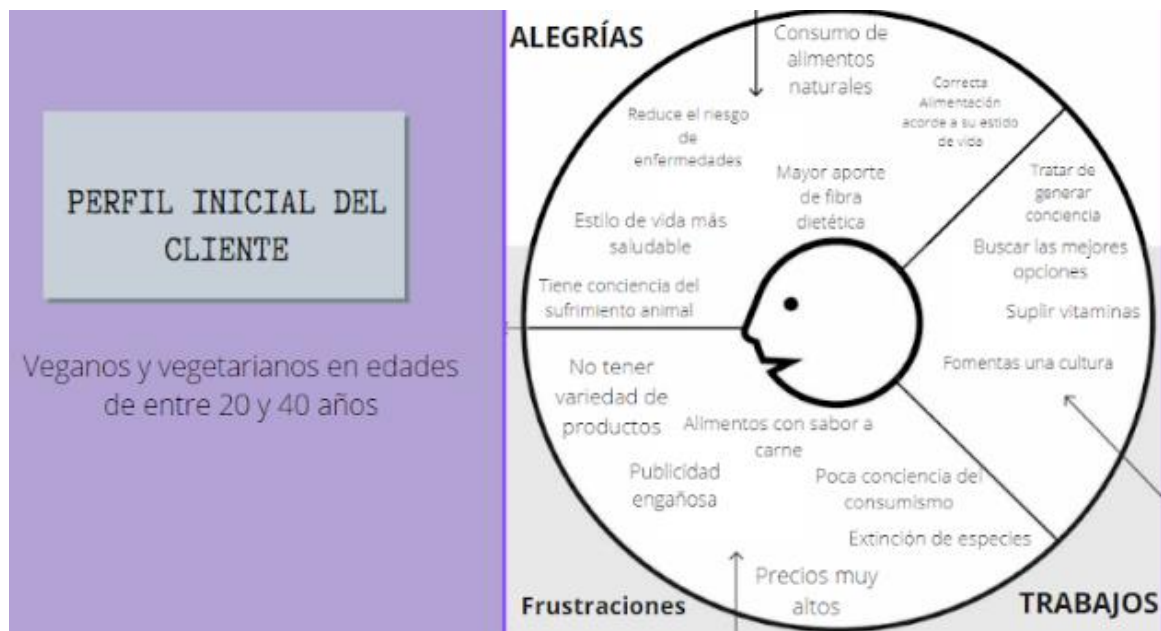 PERFIL INICIAL DEL
CLIENTE
Veganos y vegetarianos en edades
de entre 20 y 40 años
ALEGRÍAS
Consumo de
alimentos
naturales
Correcta
Alimentación
acorde a su estido
de vida
Reduce el riesgo
de
enfermedades
Mayor aporte
de fibra
dietética
Estilo de vida más
saludable
Tiene conciencia del
sufrimiento animal
Tratar de
generar
conciencia
Buscar las mejores
opciones
Suplir vitaminas
Fomentas una cultura
No tener
variedad de
productos
Alimentos con sabor a
carne
Publicidad
engañosa
Poca conciencia del
consumismo
Extinción de especies
Precios muy
altos
Frustraciones
TRABAJOS